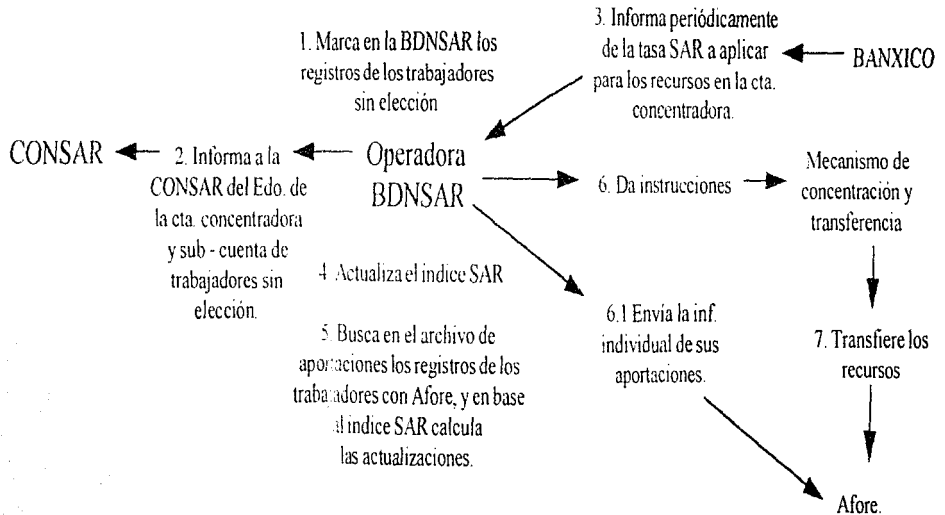 1. Marca en la BDNSAR los
registros de los trabajadores
sin elección
3. Informa periódicamente
de la tasa SAR a aplicar
para los recursos en la cta.
concentradora.
BANXICO
CONSAR
2. Informa a la
CONSAR del Edo. de
la cta. concentradora
y sub - cuenta de
trabajadores sin
elección.
Operadora
BDNSAR
6. Da instrucciones
Mecanismo de
concentración y
transferencia
4. Actualiza el indice SAR
5. Busca en el archivo de
aportaciones los registros de los
trabajadores con Afore, y en base
al indice SAR calcula
las actualizaciones.
6.1 Envía la inf.
individual de sus
aportaciones.
7. Transfiere los
recursos
Afore.